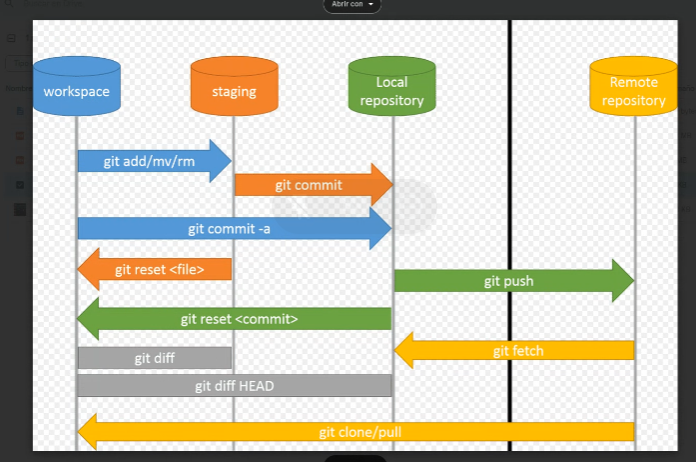 Abrir con
workspace
staging
Local
repository
Remote
repository
git add/mv/rm
git commit
git commit -a
git reset <file>
git push
git reset <commit>
git fetch
git diff
git diff HEAD
git clone/pull